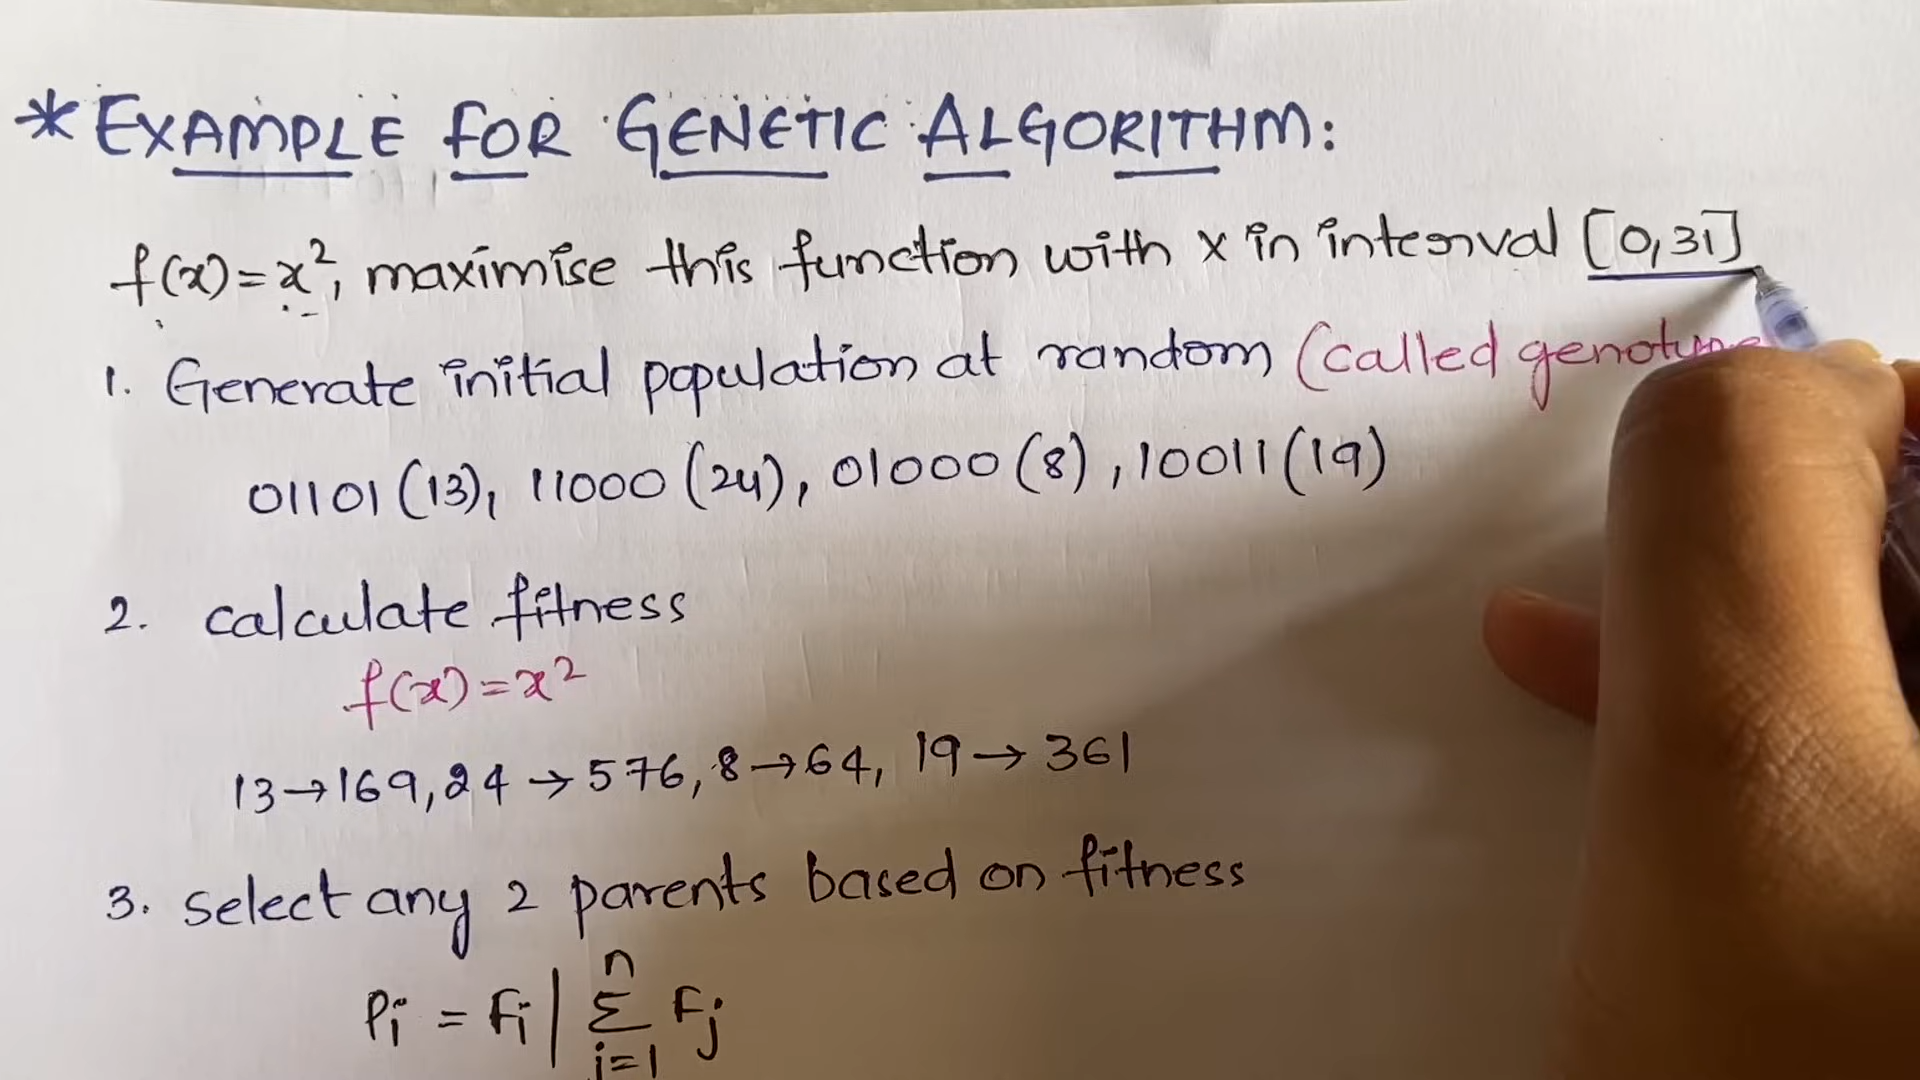 *EXAMPLE FOR GENETIC ALGORITHM:
f(x)=x², maximise this function with x in interval [0,31]
1. Generate initial population at random (called
01101(13), 11000(24), 01000(8), 10011(19)
2. calculate fitness
f(x)=x²
13→169, 24→576, 8→64, 19→361
3. select any 2 parents based on fitness
n
Pi = Fi | Σ Fj
j=1